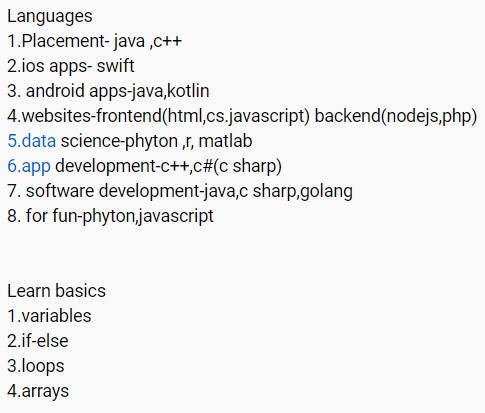 Languages
1.Placement- java ,c++
2.ios apps- swift
3. android apps-java,kotlin
4.websites-frontend(html,cs.javascript) backend(nodejs,php)
5.data science-phyton ,r, matlab
6.app development-c++,c#(c sharp)
7. software development-java,c sharp,golang
8. for fun-phyton,javascript
Learn basics
1.variables
2.if-else
3.loops
4.arrays